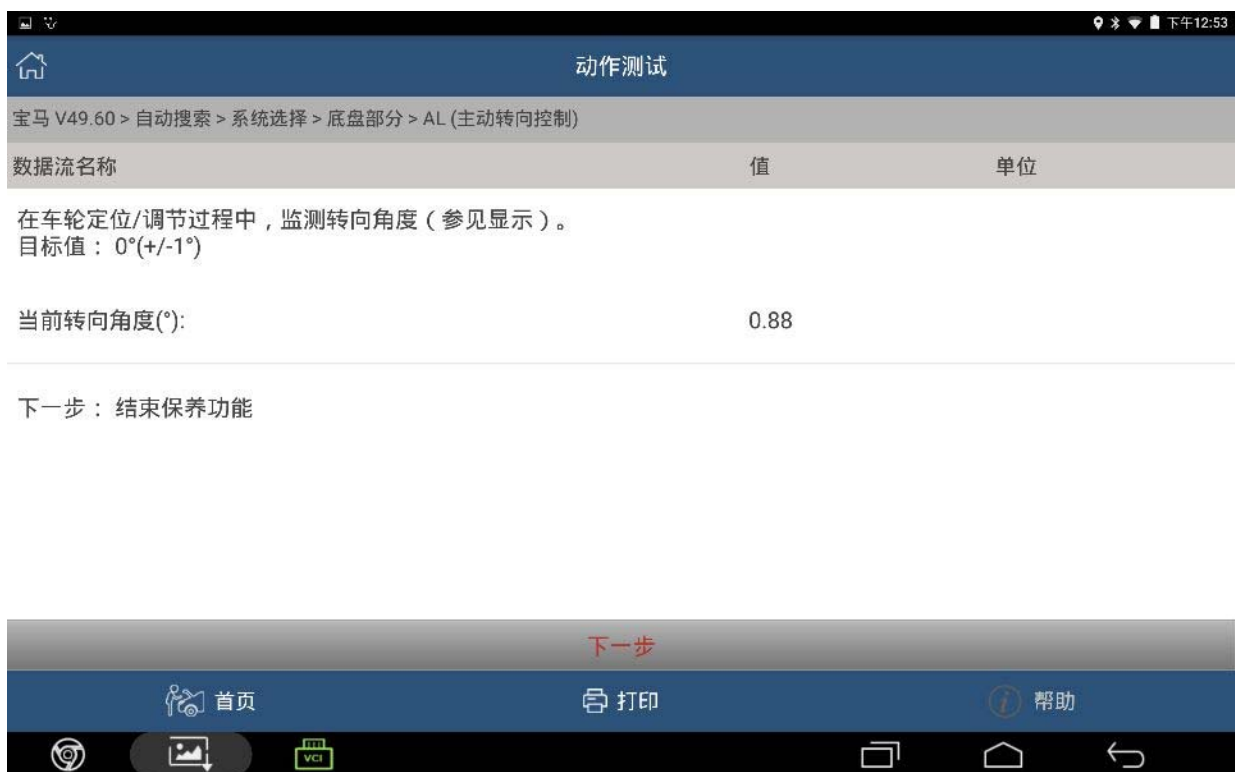 下午12:53
动作测试
宝马 V49.60 > 自动搜索 > 系统选择 > 底盘部分 > AL (主动转向控制)
数据流名称 值 单位
在车轮定位/调节过程中，监测转向角度（参见显示）。
目标值： 0°(+/-1°)
当前转向角度(°): 0.88
下一步： 结束保养功能
下一步
首页 打印 i 帮助
VCI